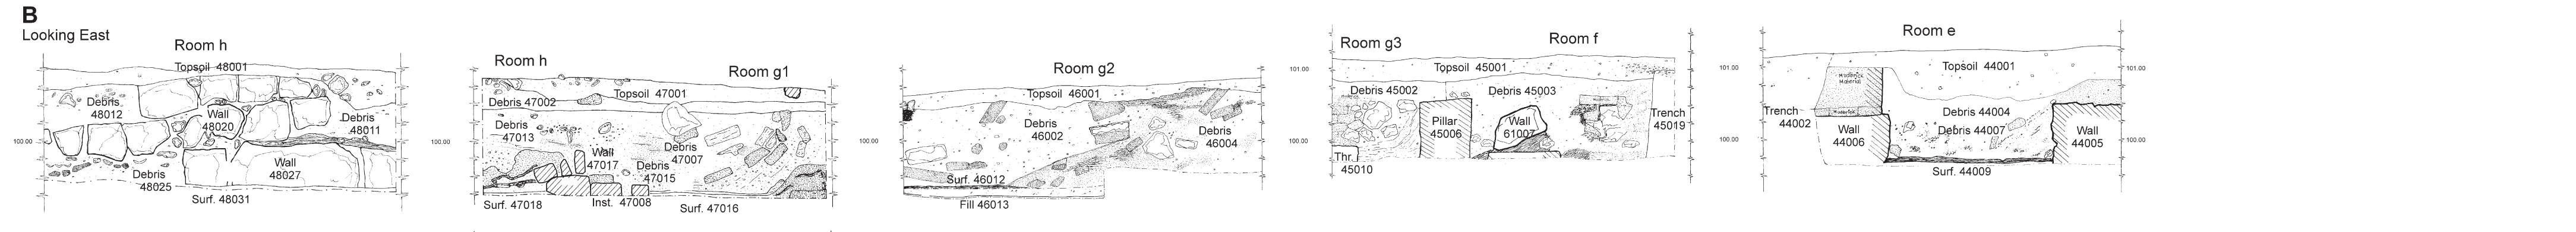 B
Looking East
Room h
Topsoil 48001
Debris
48012
Wall
48020
Debris
48011
100.00
Wall
48027
Debris
48025
Surf. 48031
Room h
Room g1
Topsoil 47001
Debris 47002
Debris
47013
100.00
Wall
47017
Debris
47007
Debris
47015
Surf. 47018
Inst. 47008
Surf. 47016
Room g2
Topsoil 46001
Debris
46002
Debris
46004
100.00
Surf. 46012
Fill 46013
Room g3
Room f
101.00
Topsoil 45001
Debris 45002
Debris 45003
Pillar
45006
Wall
61007
Trench
45019
100.00
Thr.
45010
Room e
101.00
Topsoil 44001
101.00
Mudbrick
Material
Trench
44002
Material
Debris 44004
Debris 44007
Wall
44006
Wall
44005
100.00
100.00
Surf. 44009